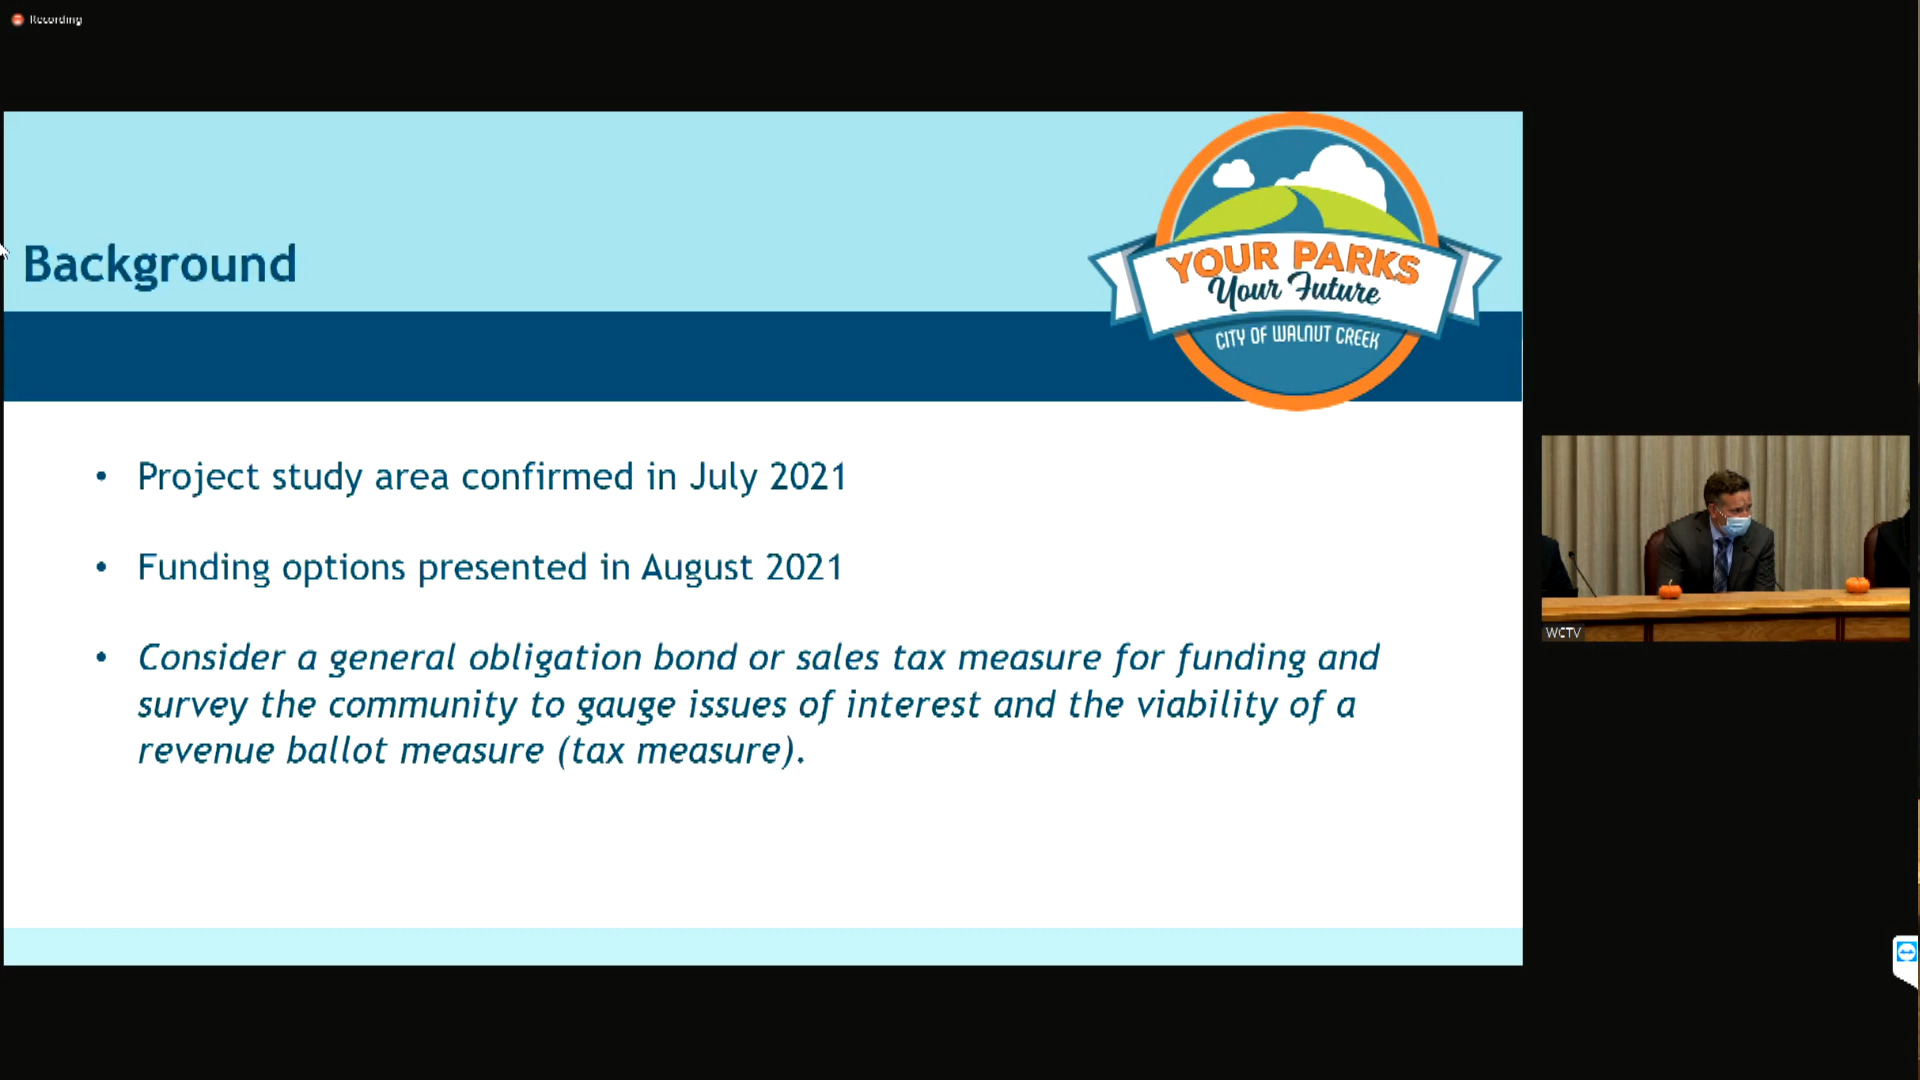 Recording
Background
YOUR PARKS
Your Future
CITY OF WALNUT CREEK
• Project study area confirmed in July 2021
• Funding options presented in August 2021
• Consider a general obligation bond or sales tax measure for funding and
survey the community to gauge issues of interest and the viability of a
revenue ballot measure (tax measure).
WCTV